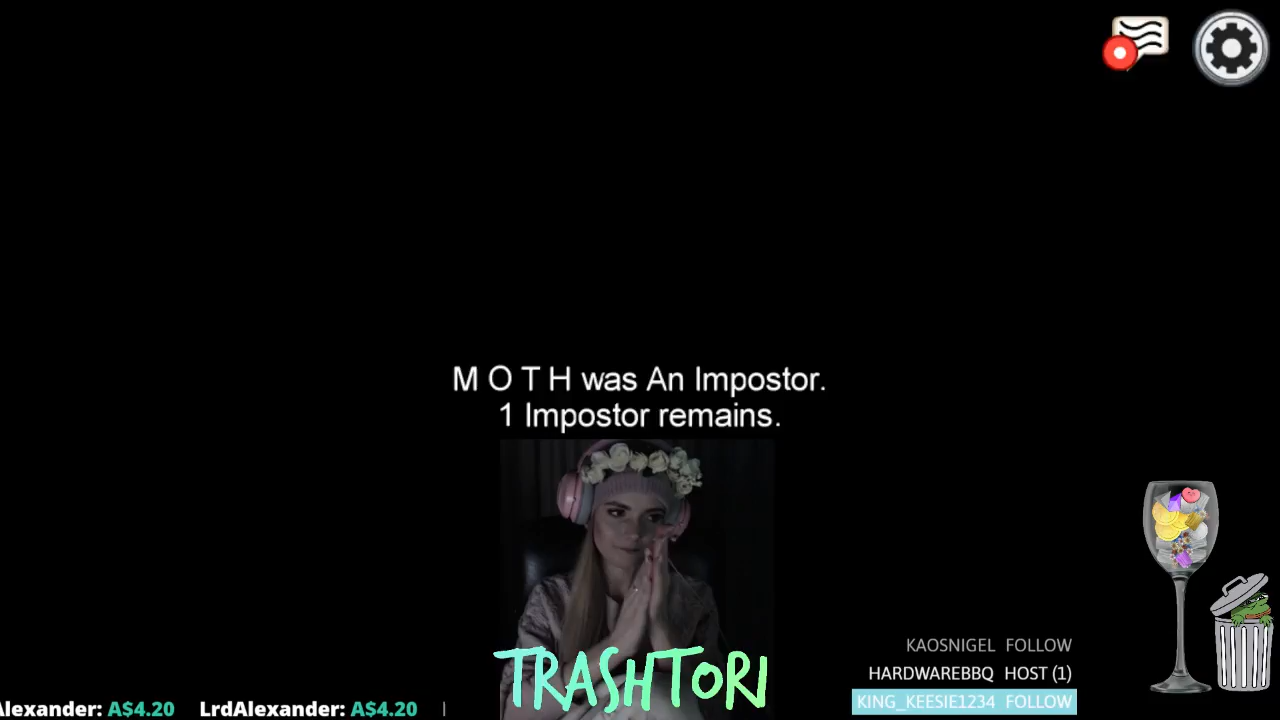 M O T H was An Impostor.
1 Impostor remains.
TRASHTORI
KAOSNIGEL FOLLOW
HARDWAREBBQ HOST (1)
KING_KEESIE1234 FOLLOW
Alexander: A$4.20 LrdAlexander: A$4.20 |